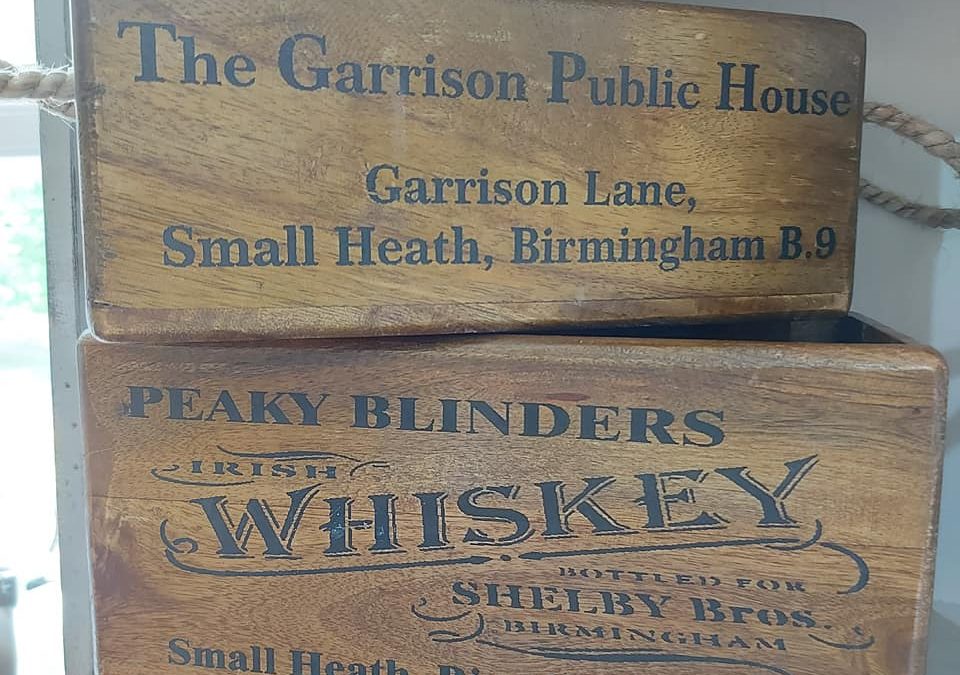 The Garrison Public House
Garrison Lane,
Small Heath, Birmingham B.9
PEAKY BLINDERS
IRISH
WHISKEY
BOTTLED FOR
SHELBY Bros.
BIRMINGHAM
Small Heath,